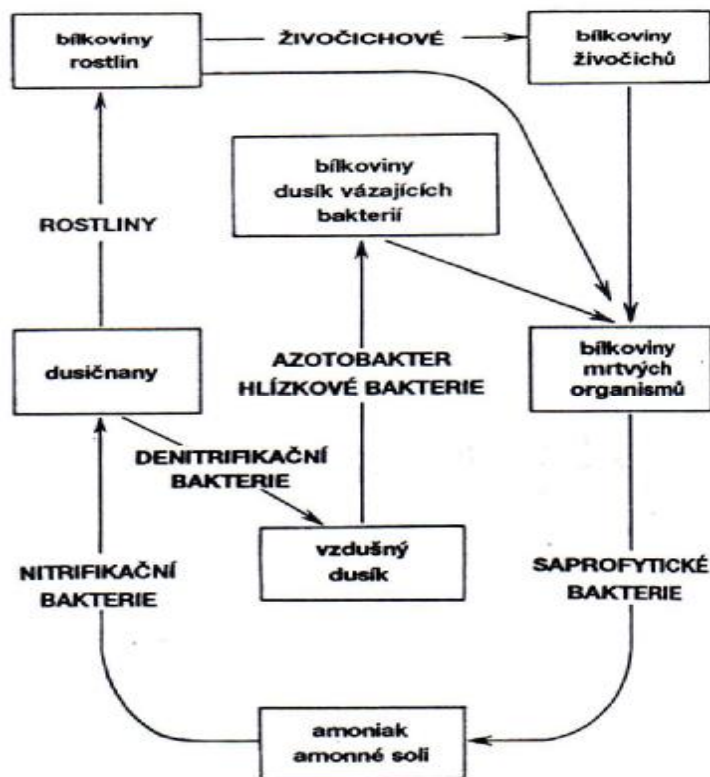 bílkoviny
rostlin
ŽIVOČICHOVÉ
bílkoviny
živočichů
bílkoviny
dusík vázajících
bakterií
ROSTLINY
dusičnany
AZOTOBAKTER
HLÍZKOVÉ BAKTERIE
bílkoviny
mrtvých
organismů
DENITRIFIKAČNÍ
BAKTERIE
vzdušný
dusík
NITRIFIKAČNÍ
BAKTERIE
SAPROFYTICKÉ
BAKTERIE
amoniak
amonné soli